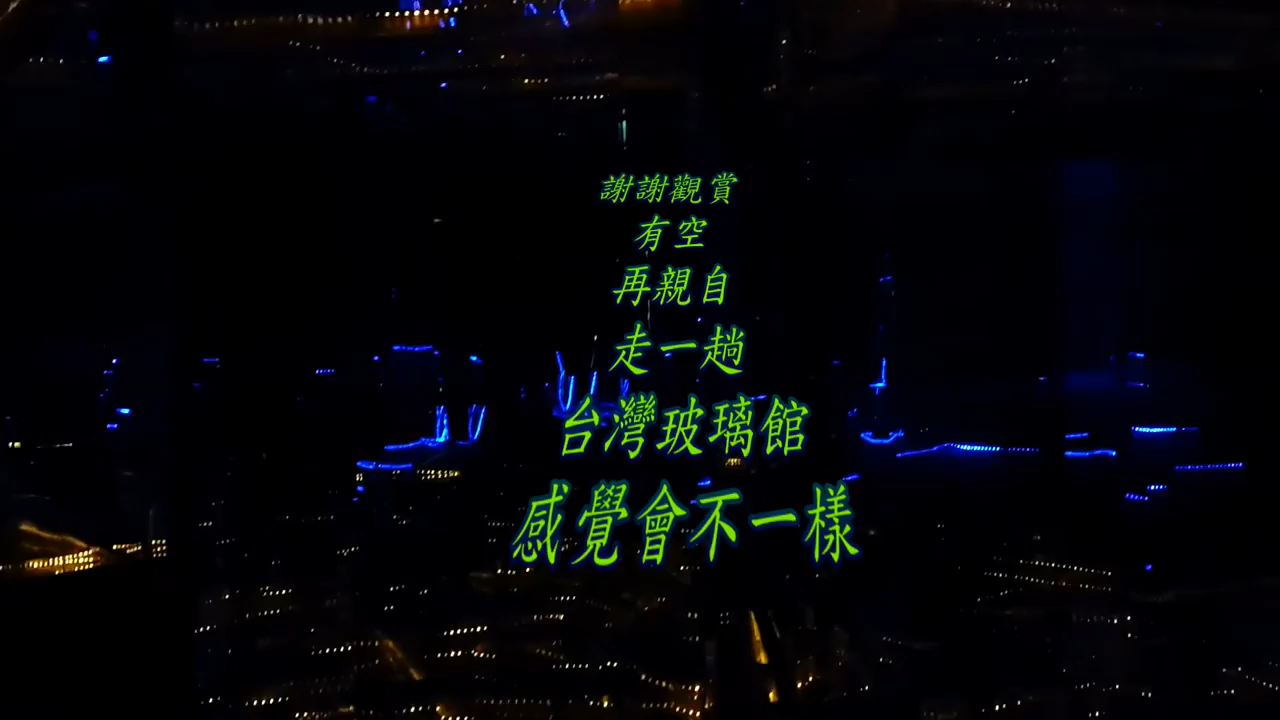 謝謝觀賞
有空
再親自
走一趟
台灣玻璃館
感覺會不一樣